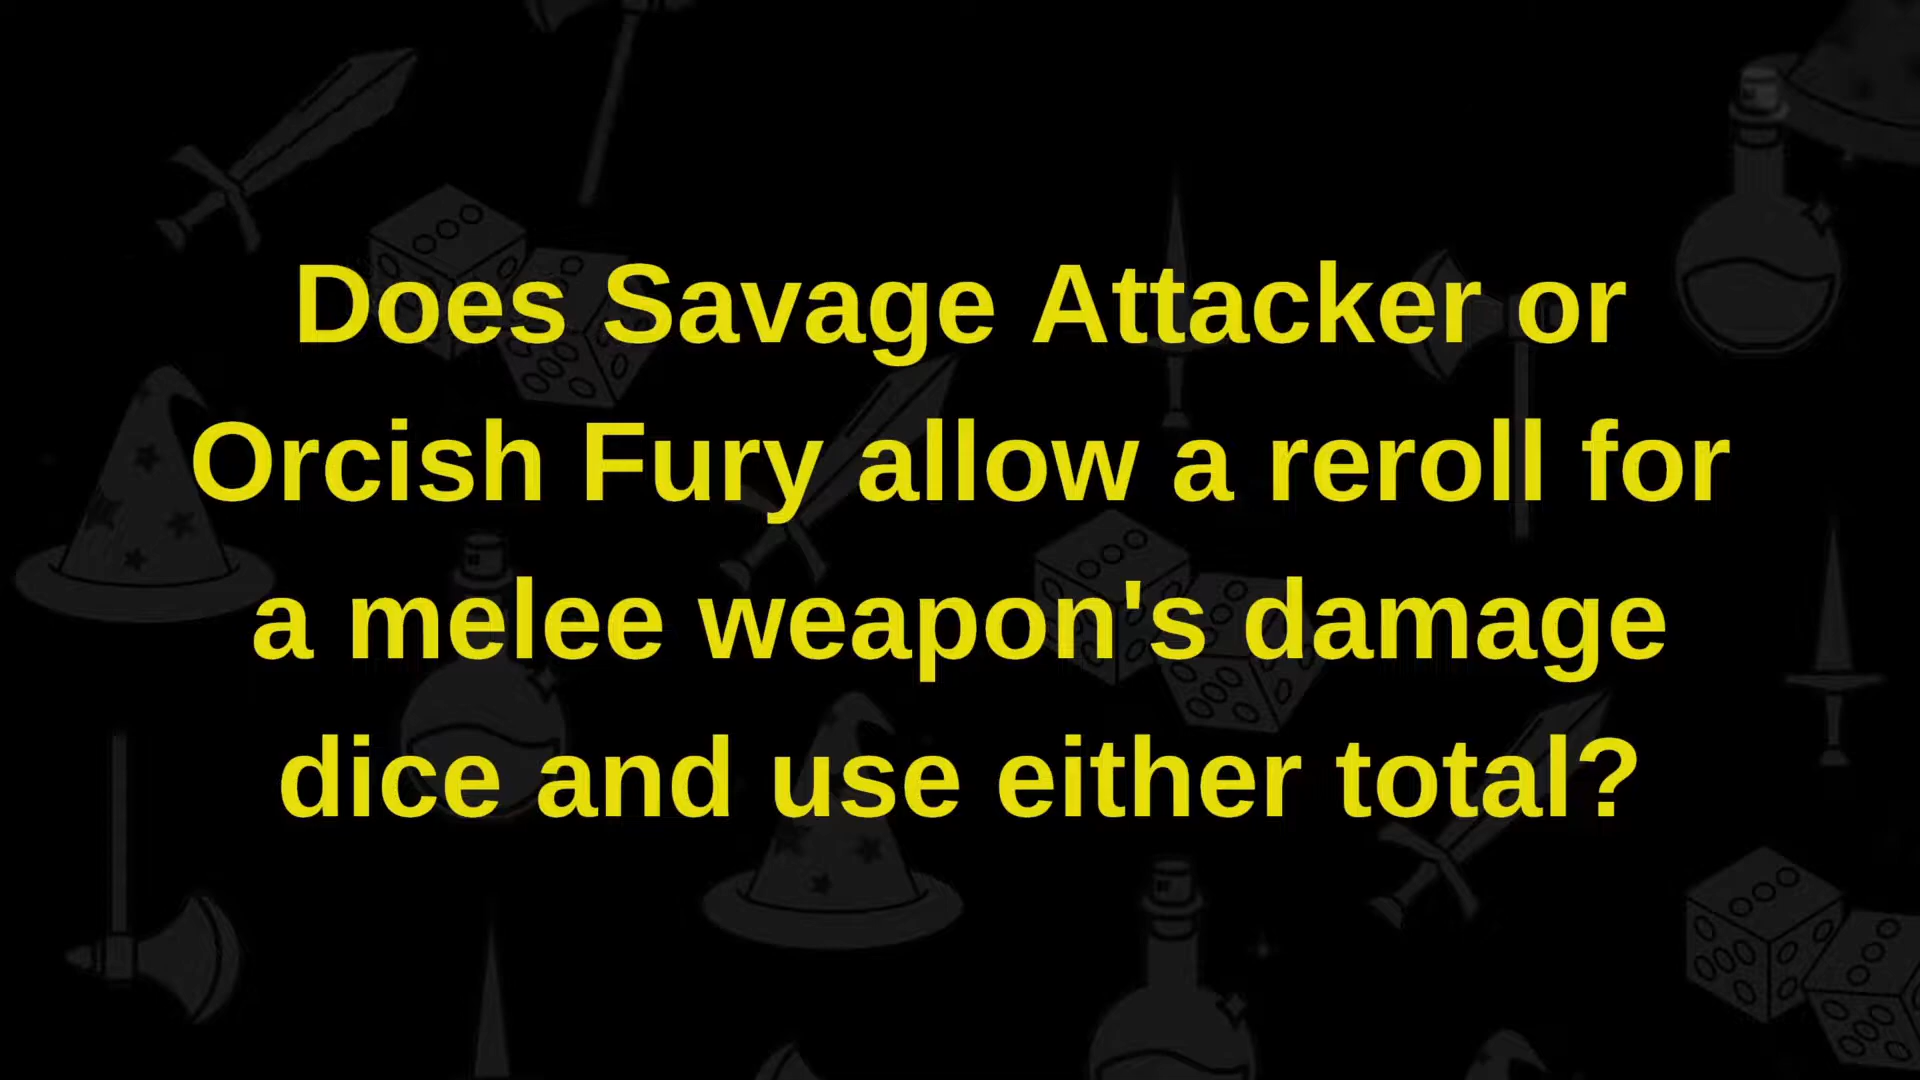 Does Savage Attacker or
Orcish Fury allow a reroll for
a melee weapon's damage
dice and use either total?